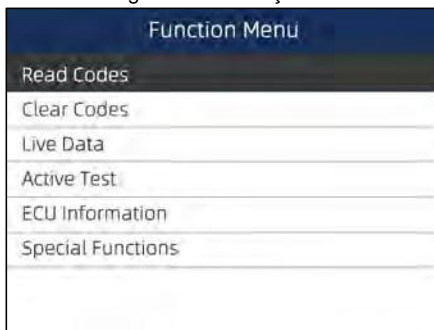 Function Menu
Read Codes
Clear Codes
Live Data
Active Test
ECU Information
Special Functions